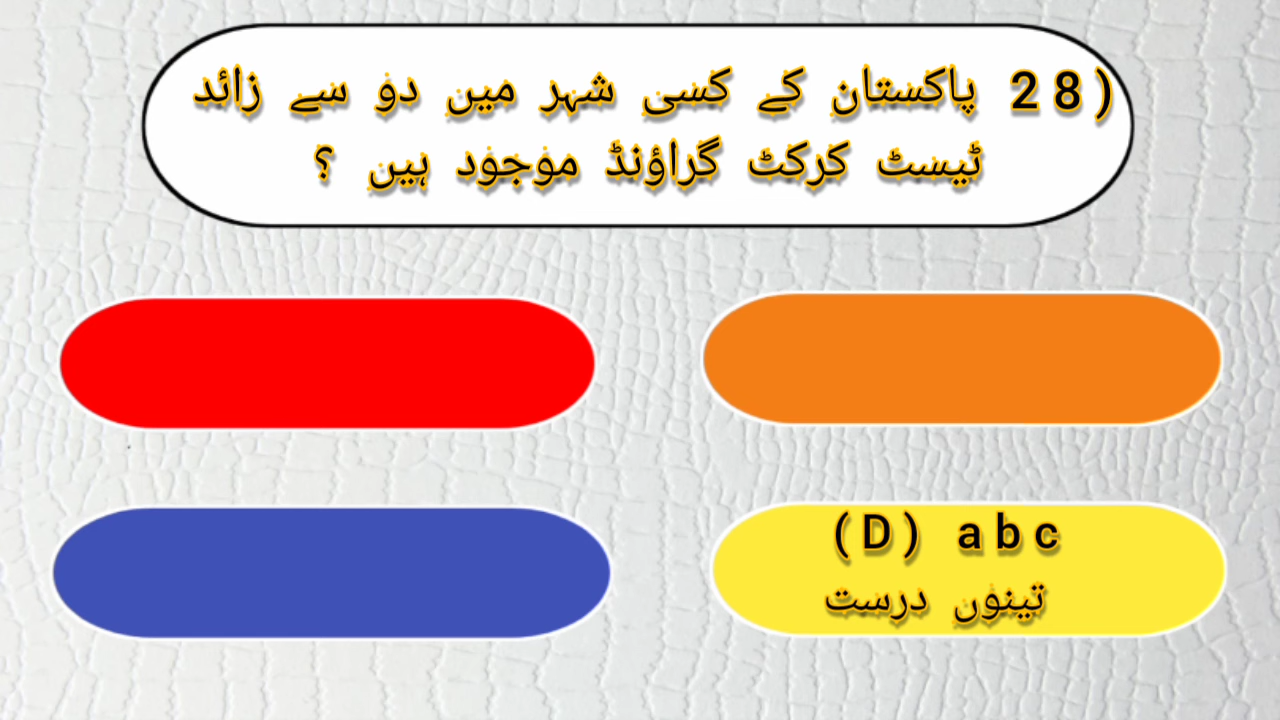 28) پاکستان کے کسی شہر میں دو سے زائد
ٹیسٹ کرکٹ گراؤنڈ موجود ہیں ؟
(D) abc
تینوں درست